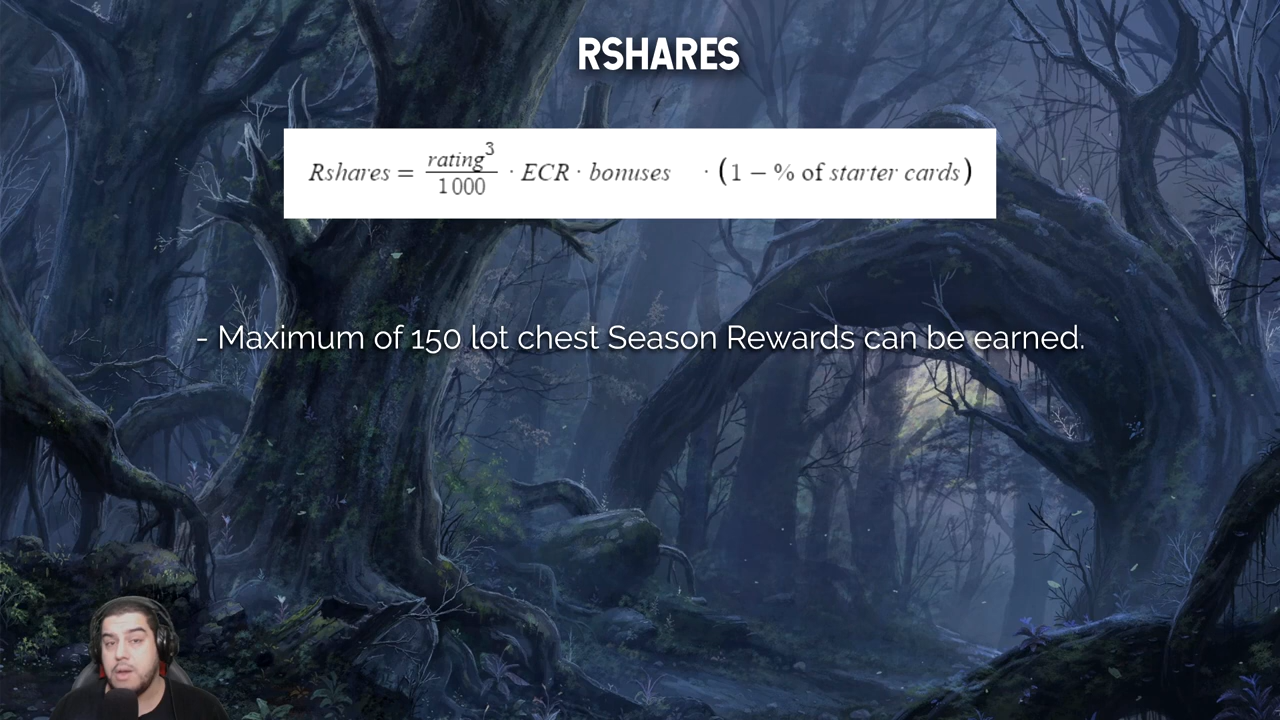 RSHARES
Rshares = rating³/1000 · ECR · bonuses · (1 − % of starter cards)
- Maximum of 150 lot chest Season Rewards can be earned.